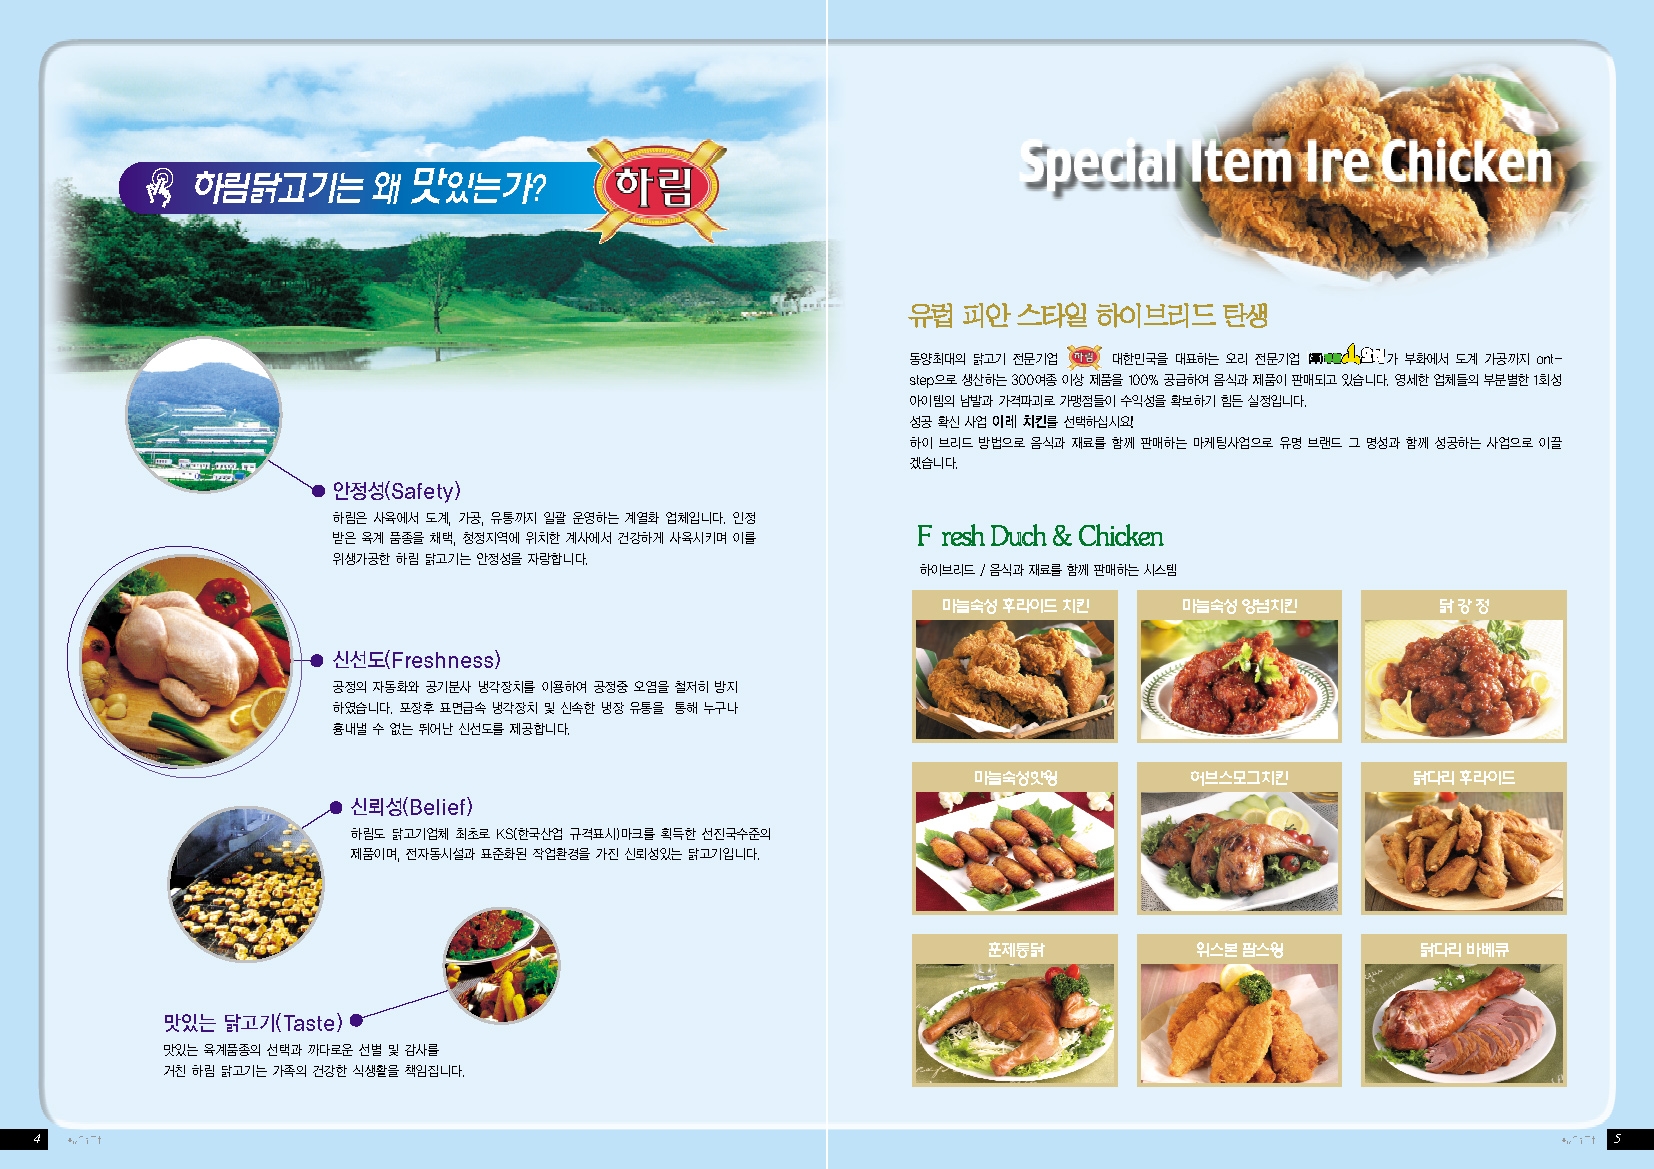 하림닭고기는 왜 맛있는가?
하림
안정성(Safety)
하림은 사육에서 도계, 가공, 유통까지 일괄 운영하는 계열화 업체입니다. 인정
받은 육계 품종을 채택, 청정지역에 위치한 계사에서 건강하게 사육시키며 이를
위생가공한 하림 닭고기는 안정성을 자랑합니다.
신선도(Freshness)
공정의 자동화와 공기분사 냉각장치를 이용하여 공정중 오염을 철저히 방지
하였습니다. 포장후 표면급속 냉각장치 및 신속한 냉장 유통을 통해 누구나
흉내낼 수 없는 뛰어난 신선도를 제공합니다.
신뢰성(Belief)
하림도 닭고기업체 최초로 KS(한국산업 규격표시)마크를 획득한 선진국수준의
제품이며, 전자동시설과 표준화된 작업환경을 가진 신뢰성있는 닭고기입니다.
맛있는 닭고기(Taste)
맛있는 육계품종의 선택과 까다로운 선별 및 감사를
거친 하림 닭고기는 가족의 건강한 식생활을 책임집니다.
4
Special Item Ire Chicken
유럽 피안 스타일 하이브리드 탄생
동양최대의 닭고기 전문기업 하림 대한민국을 대표하는 오리 전문기업 가 부화에서 도계 가공까지 ont-
step으로 생산하는 300여종 이상 제품을 100% 공급하여 음식과 제품이 판매되고 있습니다. 영세한 업체들의 부분별한 1회성
아이템의 남발과 가격파괴로 가맹점들이 수익성을 확보하기 힘든 실정입니다.
성공 확신 사업 이레 치킨를 선택하십시요!
하이 브리드 방법으로 음식과 재료를 함께 판매하는 마케팅사업으로 유명 브랜드 그 명성과 함께 성공하는 사업으로 이끌
겠습니다.
F resh Duch & Chicken
하이브리드 / 음식과 재료를 함께 판매하는 시스템
마늘숙성 후라이드 치킨
마늘숙성 양념치킨
닭 강 정
마늘숙성핫윙
허브스모그치킨
닭다리 후라이드
훈제통닭
위스본 팜스윙
닭다리 바베큐
5